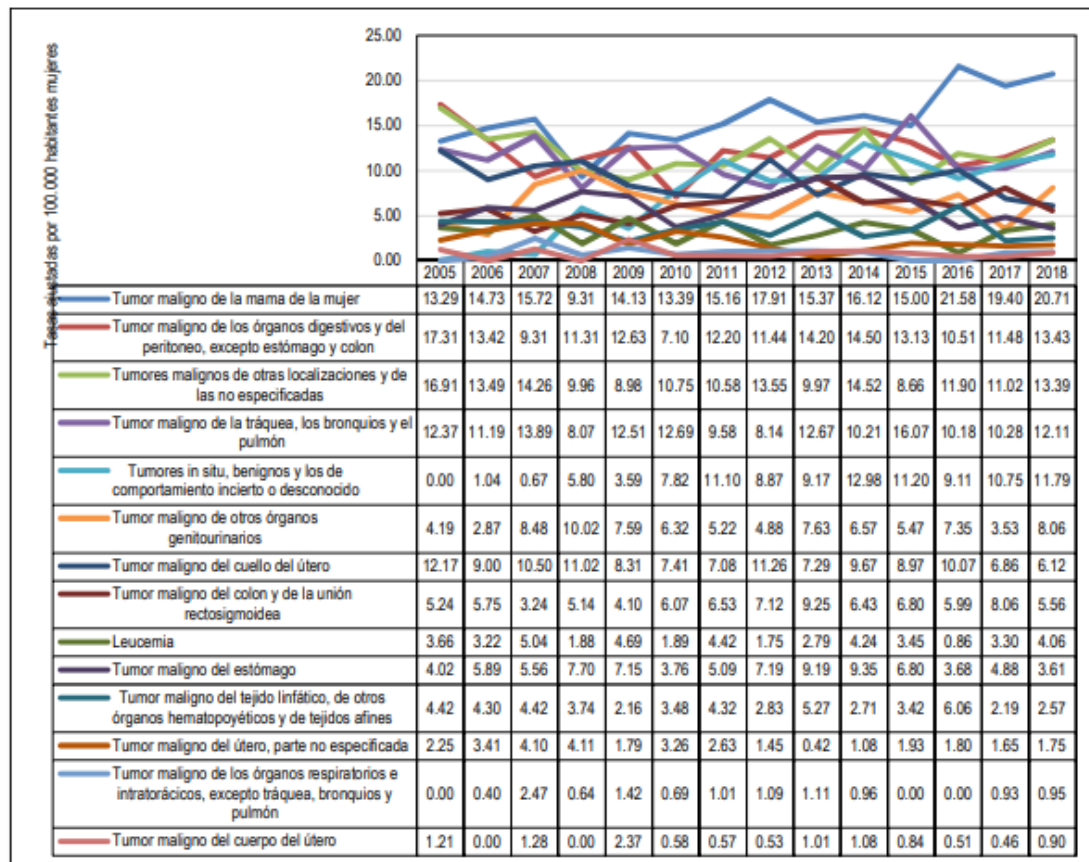 Tasas ajustadas por 100.000 habitantes mujeres
25.00
20.00
15.00
10.00
5.00
0.00
2005 2006 2007 2008 2009 2010 2011 2012 2013 2014 2015 2016 2017 2018
Tumor maligno de la mama de la mujer 13.29 14.73 15.72 9.31 14.13 13.39 15.16 17.91 15.37 16.12 15.00 21.58 19.40 20.71
Tumor maligno de los órganos digestivos y del
peritoneo, excepto estómago y colon 17.31 13.42 9.31 11.31 12.63 7.10 12.20 11.44 14.20 14.50 13.13 10.51 11.48 13.43
Tumores malignos de otras localizaciones y de
las no especificadas 16.91 13.49 14.26 9.96 8.98 10.75 10.58 13.55 9.97 14.52 8.66 11.90 11.02 13.39
Tumor maligno de la tráquea, los bronquios y el
pulmón 12.37 11.19 13.89 8.07 12.51 12.69 9.58 8.14 12.67 10.21 16.07 10.18 10.28 12.11
Tumores in situ, benignos y los de
comportamiento incierto o desconocido 0.00 1.04 0.67 5.80 3.59 7.82 11.10 8.87 9.17 12.98 11.20 9.11 10.75 11.79
Tumor maligno de otros órganos
genitourinarios 4.19 2.87 8.48 10.02 7.59 6.32 5.22 4.88 7.63 6.57 5.47 7.35 3.53 8.06
Tumor maligno del cuello del útero 12.17 9.00 10.50 11.02 8.31 7.41 7.08 11.26 7.29 9.67 8.97 10.07 6.86 6.12
Tumor maligno del colon y de la unión
rectosigmoidea 5.24 5.75 3.24 5.14 4.10 6.07 6.53 7.12 9.25 6.43 6.80 5.99 8.06 5.56
Leucemia 3.66 3.22 5.04 1.88 4.69 1.89 4.42 1.75 2.79 4.24 3.45 0.86 3.30 4.06
Tumor maligno del estómago 4.02 5.89 5.56 7.70 7.15 3.76 5.09 7.19 9.19 9.35 6.80 3.68 4.88 3.61
Tumor maligno del tejido linfático, de otros
órganos hematopoyéticos y de tejidos afines 4.42 4.30 4.42 3.74 2.16 3.48 4.32 2.83 5.27 2.71 3.42 6.06 2.19 2.57
Tumor maligno del útero, parte no especificada 2.25 3.41 4.10 4.11 1.79 3.26 2.63 1.45 0.42 1.08 1.93 1.80 1.65 1.75
Tumor maligno de los órganos respiratorios e
intratorácicos, excepto tráquea, bronquios y
pulmón 0.00 0.40 2.47 0.64 1.42 0.69 1.01 1.09 1.11 0.96 0.00 0.00 0.93 0.95
Tumor maligno del cuerpo del útero 1.21 0.00 1.28 0.00 2.37 0.58 0.57 0.53 1.01 1.08 0.84 0.51 0.46 0.90